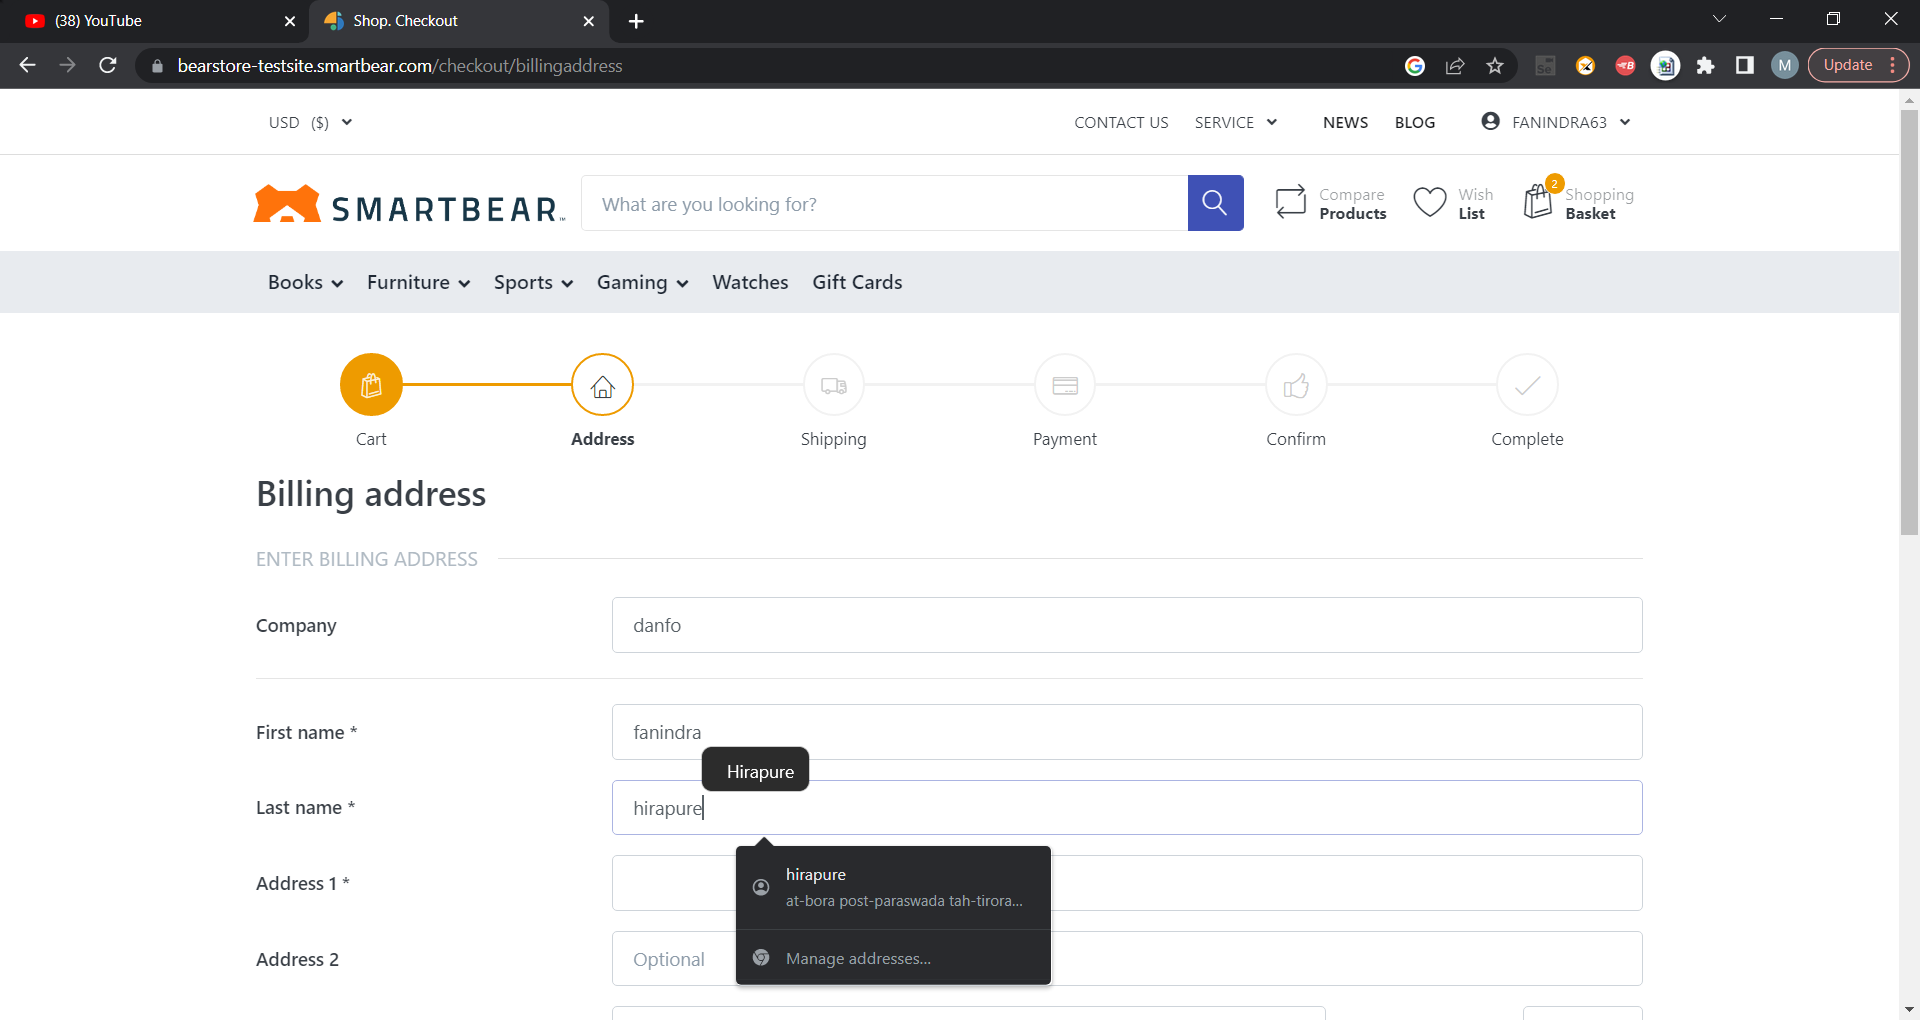 (38) YouTube
Shop. Checkout
bearstore-testsite.smartbear.com/checkout/billingaddress
Se
B
M
Update
USD ($)
CONTACT US
SERVICE
NEWS
BLOG
FANINDRA63
SMARTBEAR
What are you looking for?
Compare
Products
Wish
List
2
Shopping
Basket
Books
Furniture
Sports
Gaming
Watches
Gift Cards
Cart
Address
Shipping
Payment
Confirm
Complete
Billing address
ENTER BILLING ADDRESS
Company
danfo
First name *
fanindra
Hirapure
Last name *
hirapure
Address 1 *
hirapure
at-bora post-paraswada tah-tirora...
Address 2
Optional
Manage addresses...